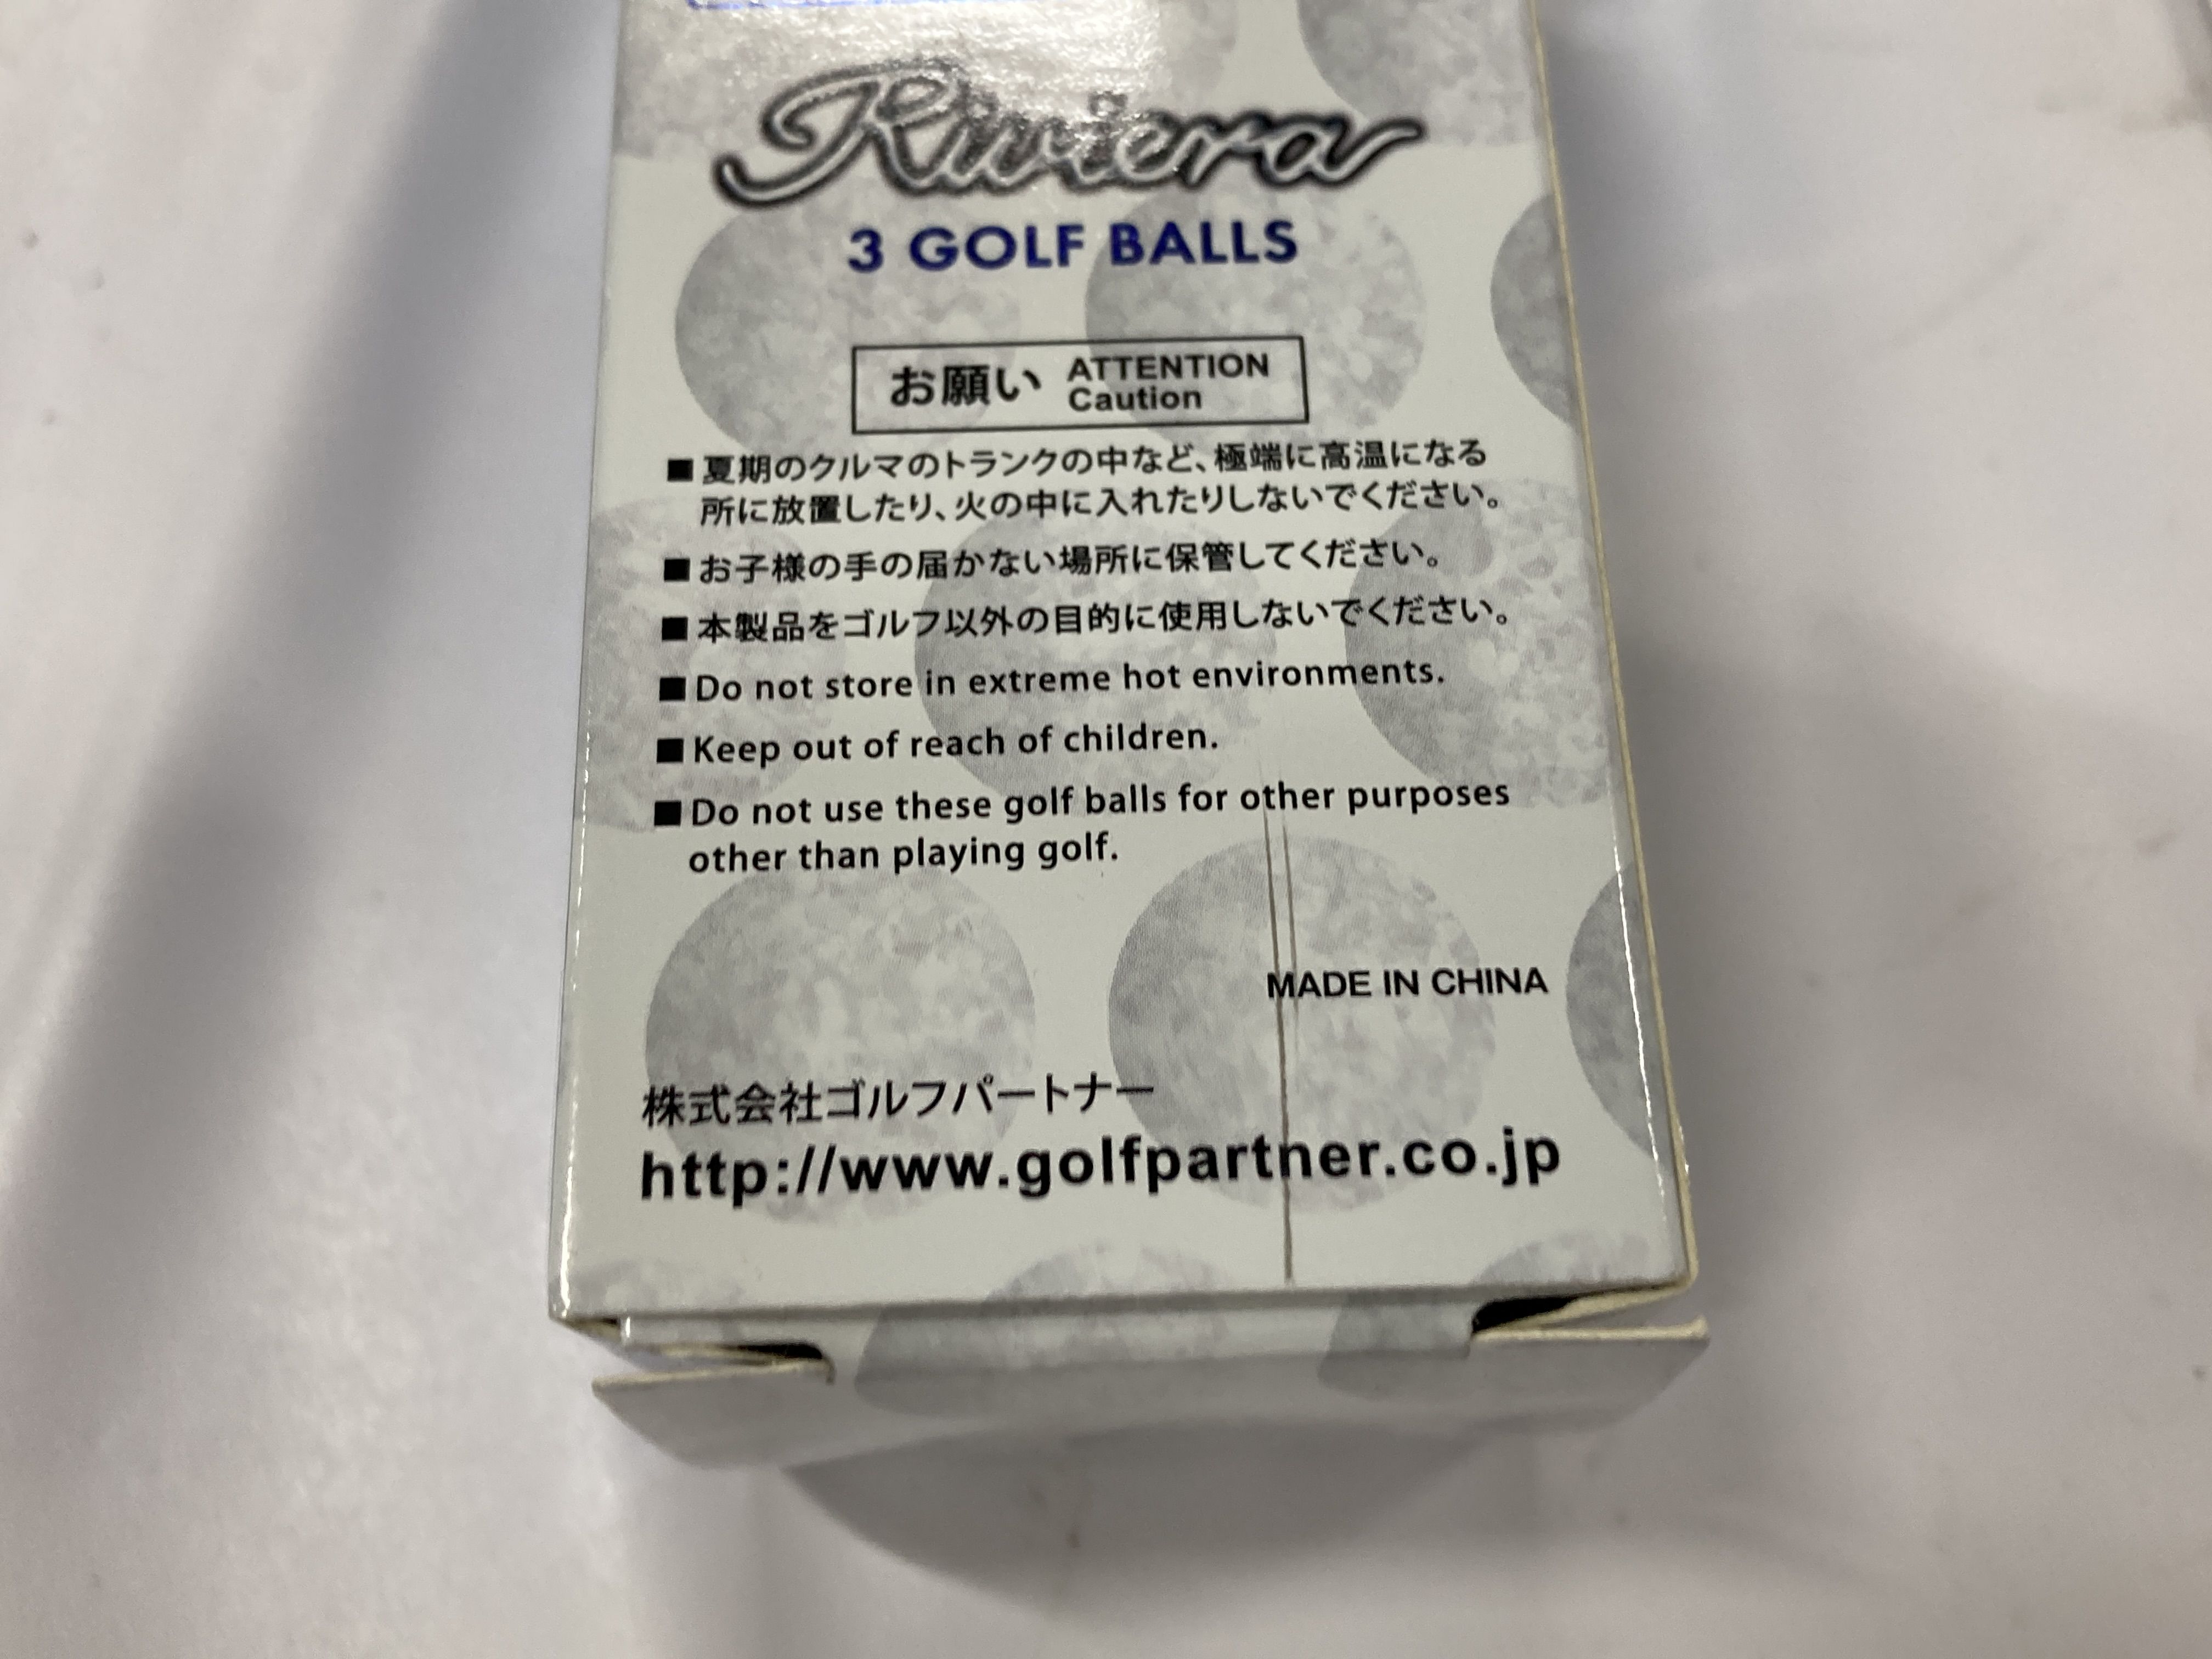 Riviera
3 GOLF BALLS
お願い ATTENTION
Caution
■夏期のクルマのトランクの中など、極端に高温になる
所に放置したり、火の中に入れたりしないでください。
■お子様の手の届かない場所に保管してください。
■本製品をゴルフ以外の目的に使用しないでください。
■Do not store in extreme hot environments.
■Keep out of reach of children.
■Do not use these golf balls for other purposes
other than playing golf.
MADE IN CHINA
株式会社ゴルフパートナー
http://www.golfpartner.co.jp